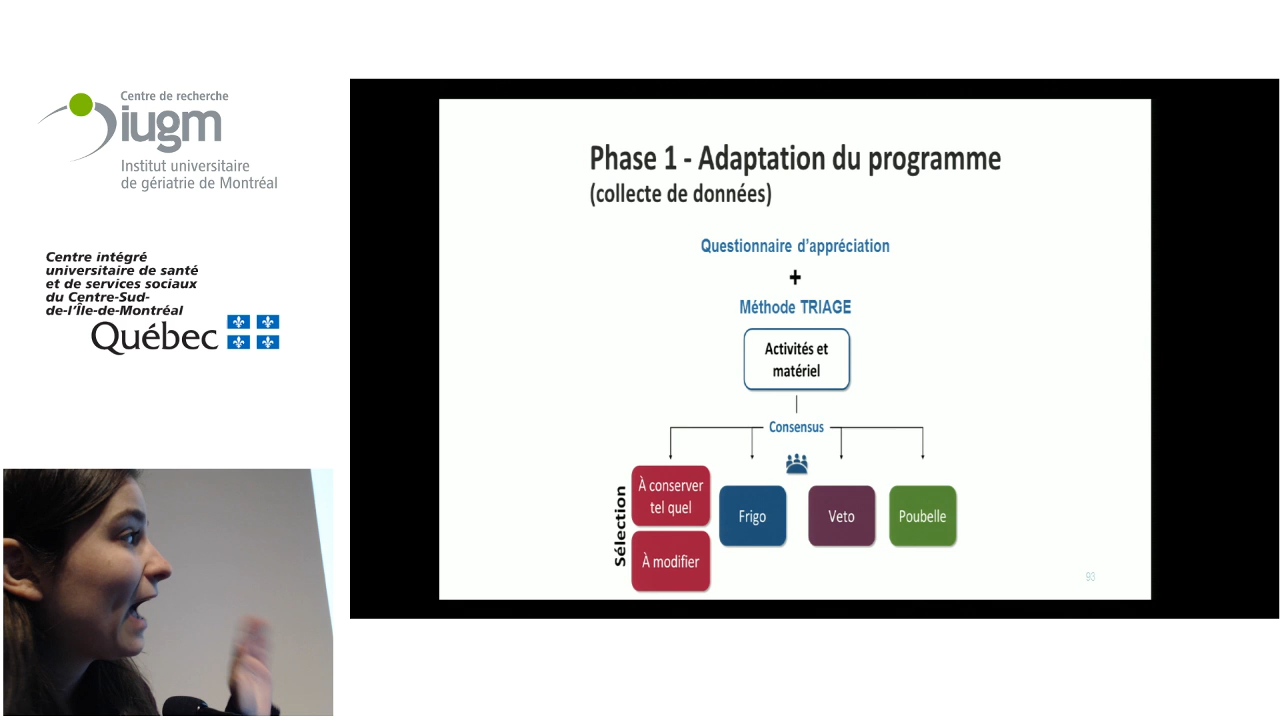 Centre de recherche
iugm
Institut universitaire
de gériatrie de Montréal
Centre intégré
universitaire de santé
et de services sociaux
du Centre-Sud-
de-l'Île-de-Montréal
Québec
Phase 1 - Adaptation du programme
(collecte de données)
Questionnaire d'appréciation
+
Méthode TRIAGE
Activités et
matériel
Consensus
Sélection
À conserver
tel quel
À modifier
Frigo
Veto
Poubelle
93